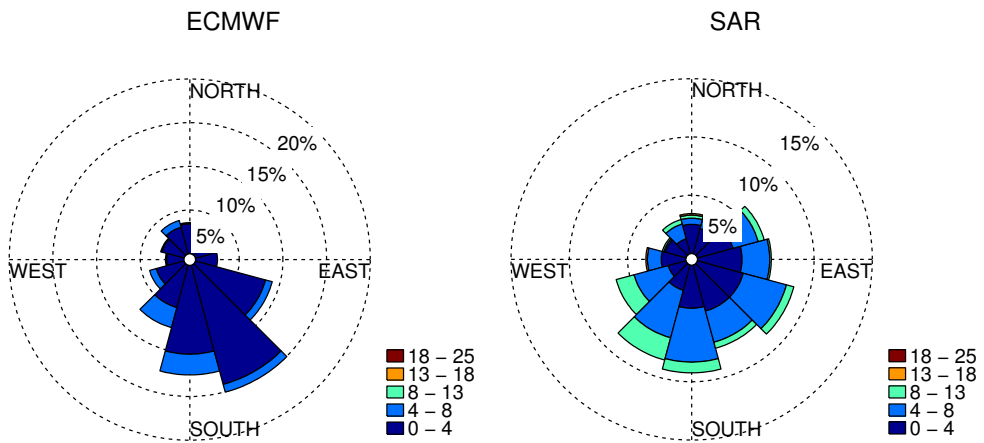 ECMWF
NORTH
20%
15%
10%
5%
WEST
EAST
SOUTH
18 − 25
13 − 18
8 − 13
4 − 8
0 − 4
SAR
NORTH
15%
10%
5%
WEST
EAST
SOUTH
18 − 25
13 − 18
8 − 13
4 − 8
0 − 4